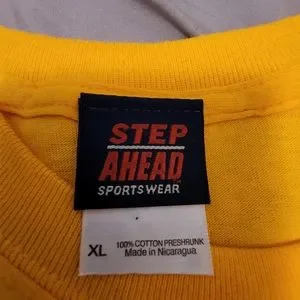 STEP
AHEAD
SPORTSWEAR
XL 100% COTTON PRESHRUNK
Made in Nicaragua